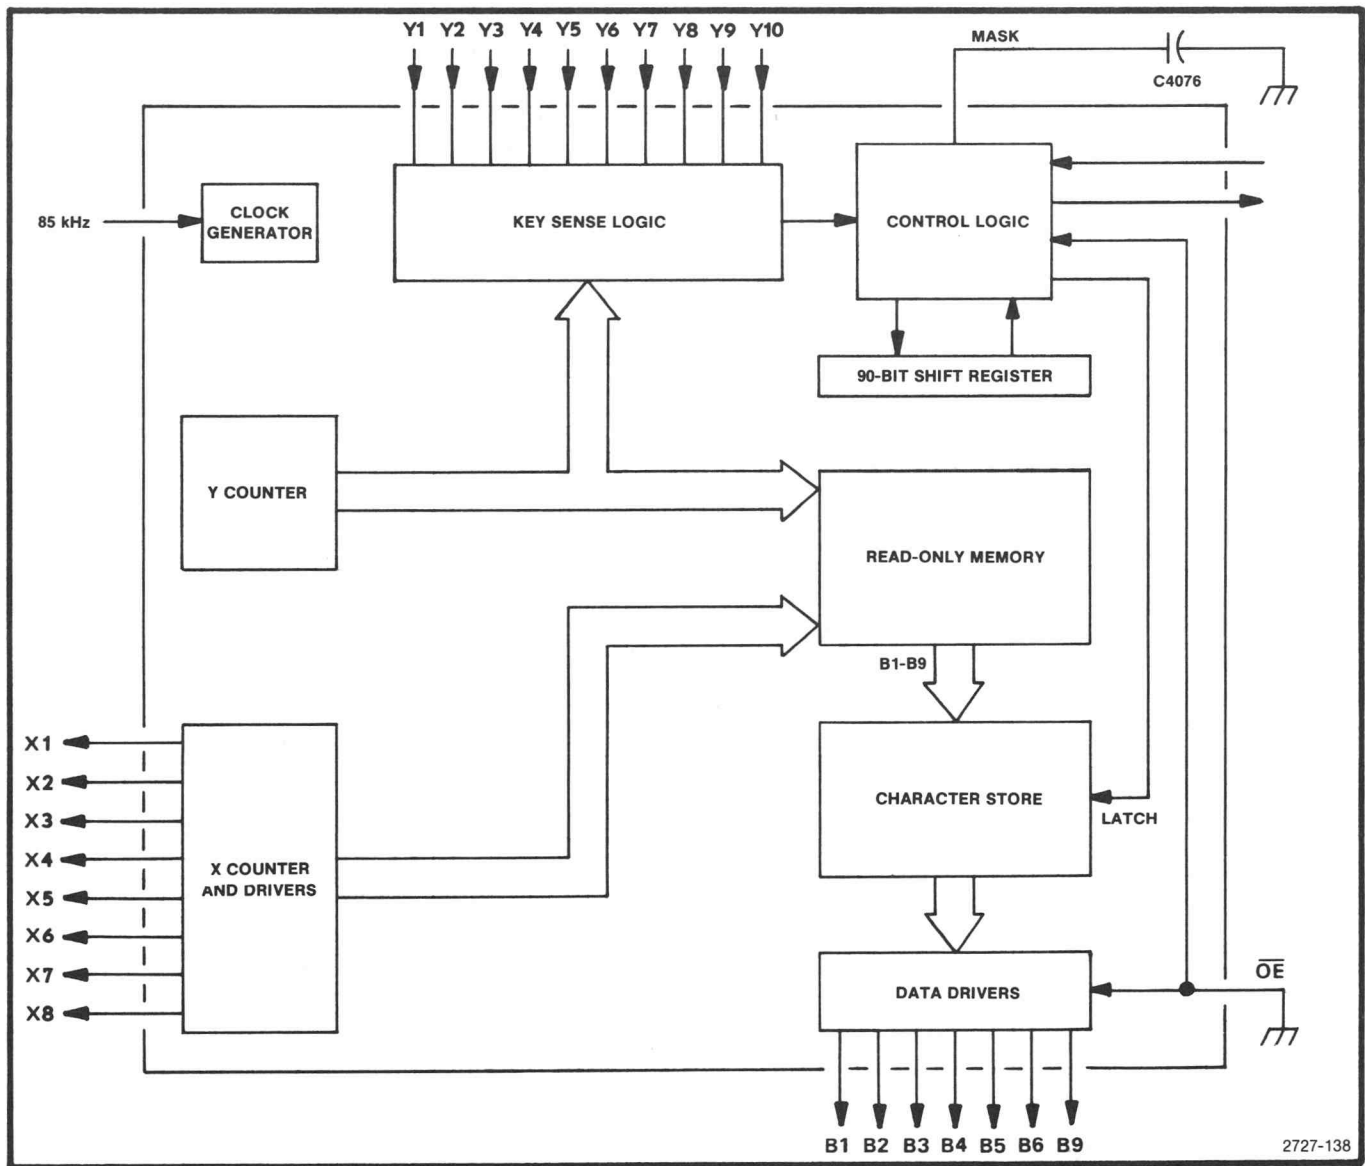 Y1 Y2 Y3 Y4 Y5 Y6 Y7 Y8 Y9 Y10
MASK
C4076
85 kHz
CLOCK
GENERATOR
KEY SENSE LOGIC
CONTROL LOGIC
90-BIT SHIFT REGISTER
Y COUNTER
READ-ONLY MEMORY
B1-B9
X1
X2
X3
X4
X5
X6
X7
X8
X COUNTER
AND DRIVERS
CHARACTER STORE
LATCH
DATA DRIVERS
OE
B1 B2 B3 B4 B5 B6 B9
2727-138